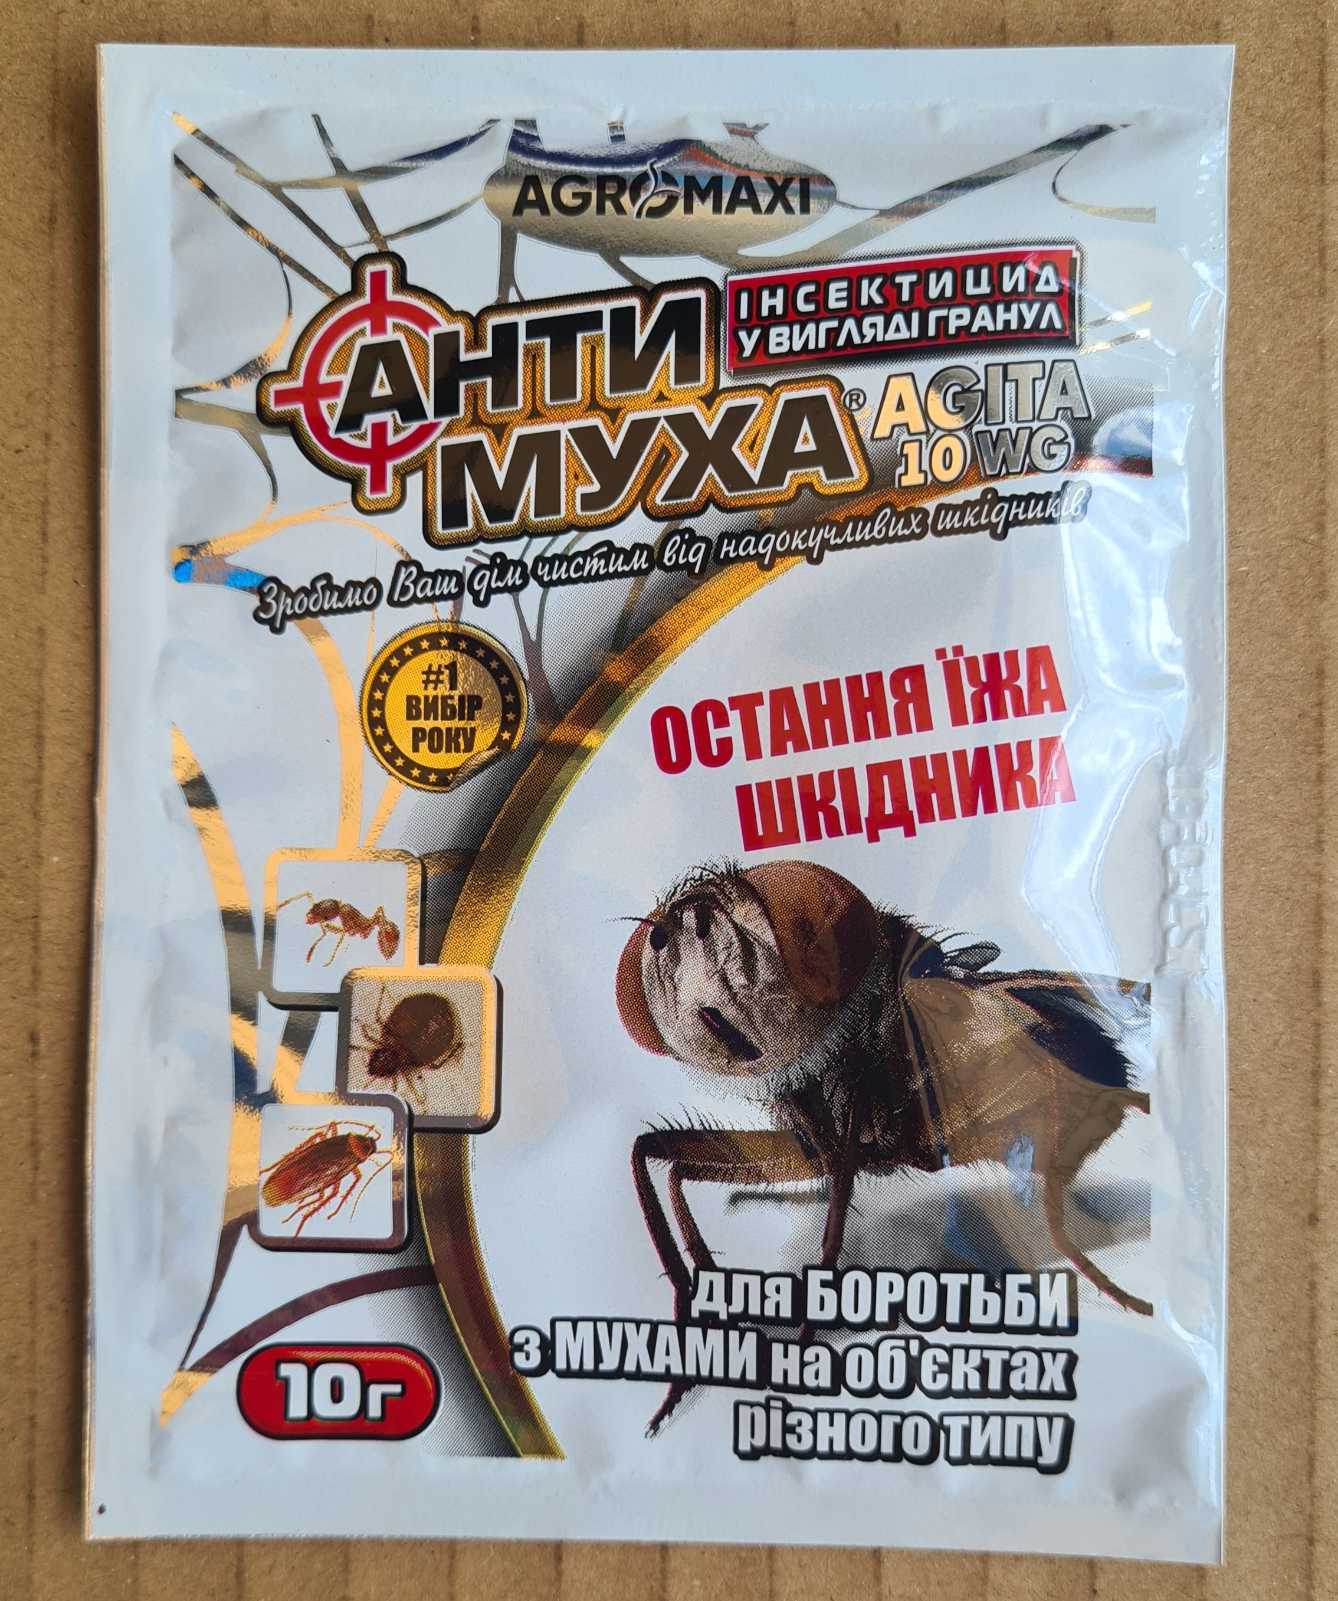 AGROMAXI
ІНСЕКТИЦИД
У ВИГЛЯДІ ГРАНУЛ
АНТИ
МУХА®
AGITA
10 WG
Зробимо Ваш дім чистим від надокучливих шкідників
#1
ВИБІР
РОКУ
ОСТАННЯ ЇЖА
ШКІДНИКА
для БОРОТЬБИ
з МУХАМИ на об'єктах
різного типу
10г